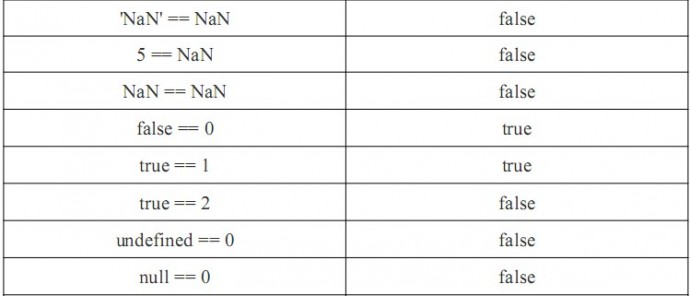 'NaN' == NaN false
5 == NaN false
NaN == NaN false
false == 0 true
true == 1 true
true == 2 false
undefined == 0 false
null == 0 false